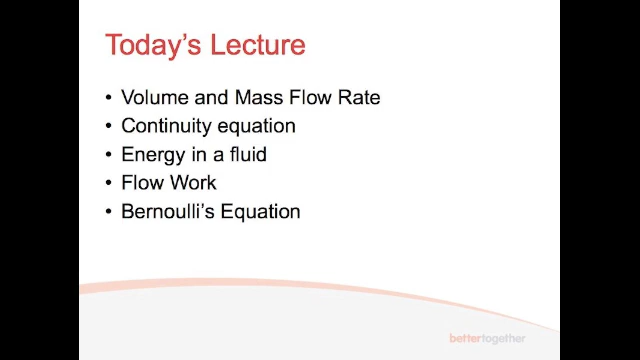 Today's Lecture
• Volume and Mass Flow Rate
• Continuity equation
• Energy in a fluid
• Flow Work
• Bernoulli's Equation
bettertogether